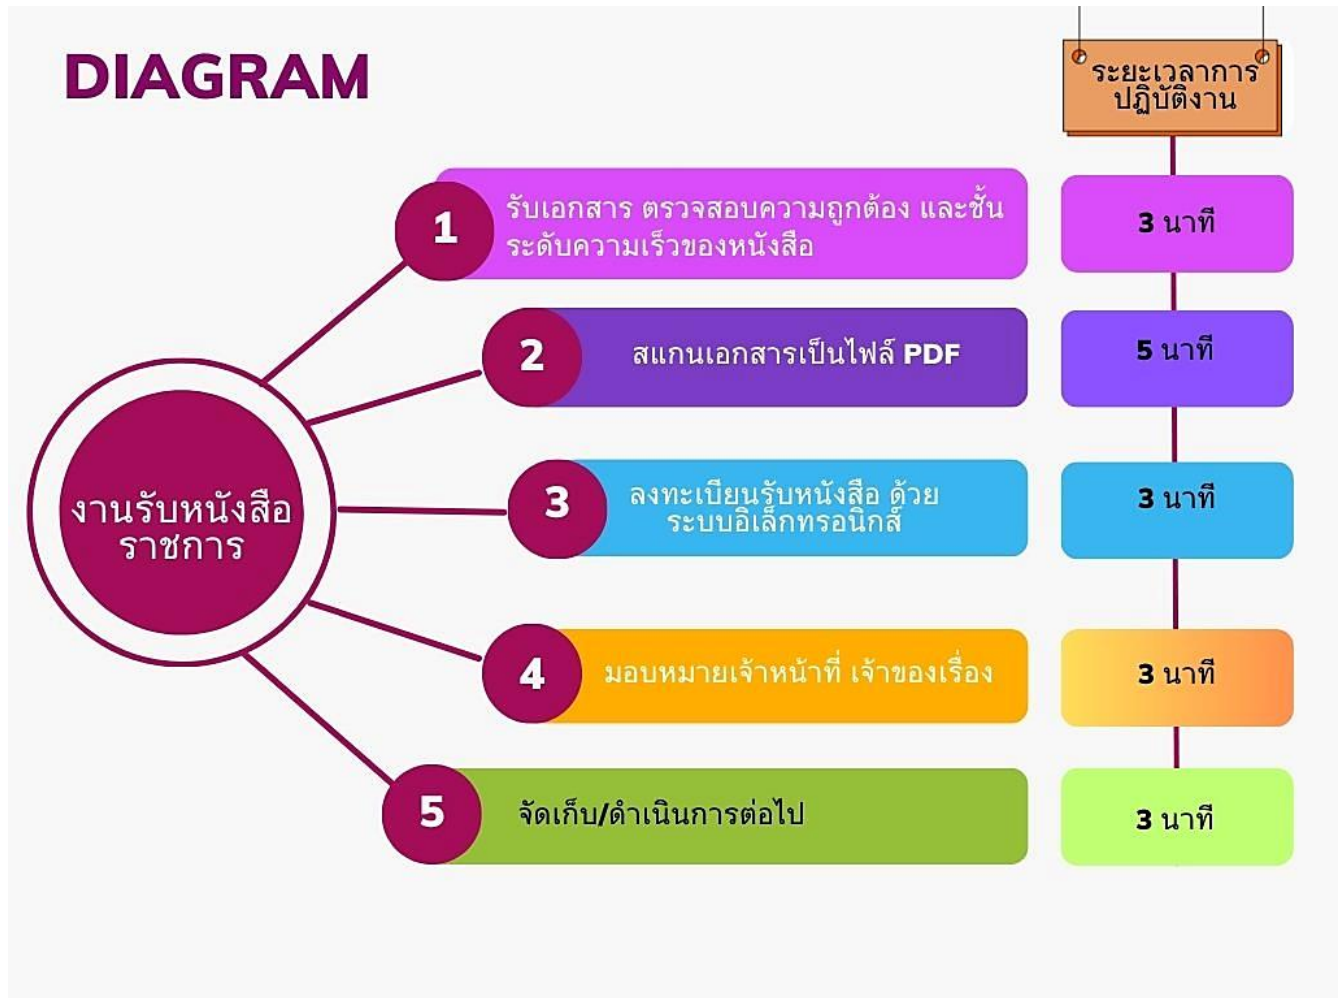 DIAGRAM
ระยะเวลาการ
ปฏิบัติงาน
1
รับเอกสาร ตรวจสอบความถูกต้อง และชั้น
ระดับความเร็วของหนังสือ
3 นาที
2
สแกนเอกสารเป็นไฟล์ PDF
5 นาที
งานรับหนังสือ
ราชการ
3
ลงทะเบียนรับหนังสือ ด้วย
ระบบอิเล็กทรอนิกส์
3 นาที
4
มอบหมายเจ้าหน้าที่ เจ้าของเรื่อง
3 นาที
5
จัดเก็บ/ดำเนินการต่อไป
3 นาที